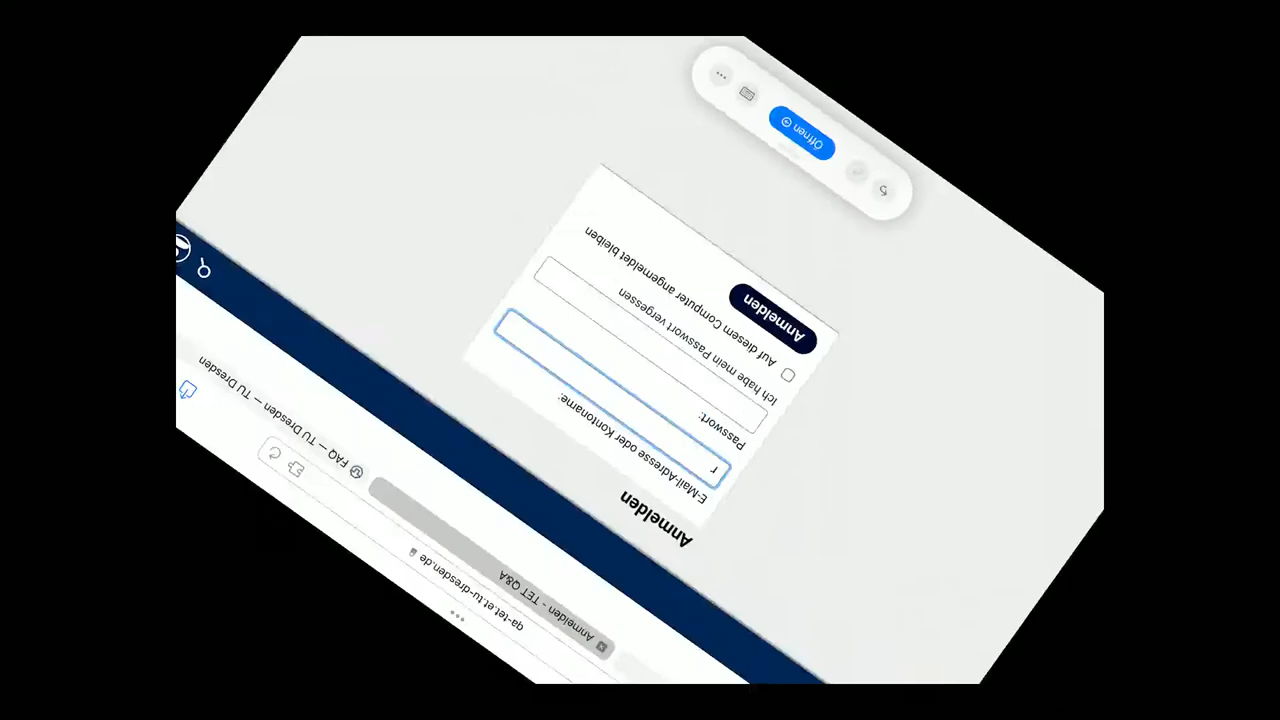 qa-tet.et.tu-dresden.de
Anmelden - TET Q&A
FAQ — TU Dresden — TU Dresden
Anmelden
E-Mail-Adresse oder Kontoname:
r
Passwort:
Ich habe mein Passwort vergessen
Auf diesem Computer angemeldet bleiben
Anmelden
Öffnen